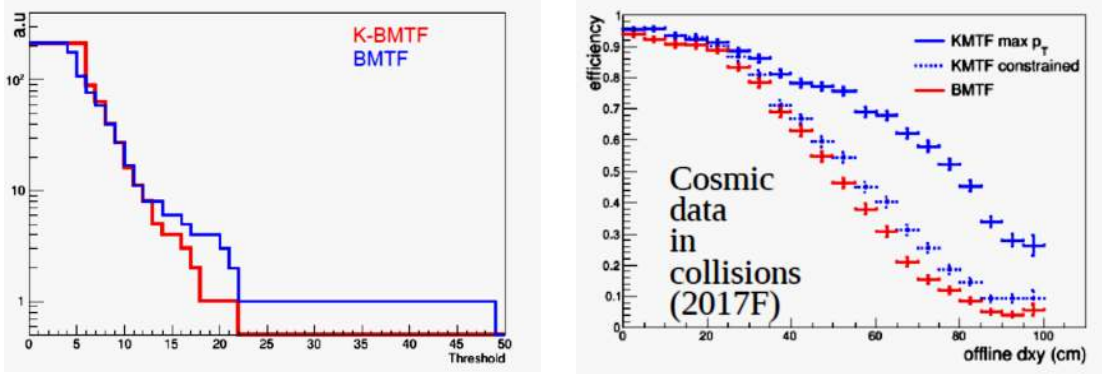 a.u
K-BMTF
BMTF
10²
10
1
0 5 10 15 20 25 30 35 40 45 50
Threshold
efficiency
1
0.9
0.8
0.7
0.6
0.5
0.4
0.3
0.2
0.1
0
KMTF max p_T
KMTF constrained
BMTF
Cosmic
data
in
collisions
(2017F)
0 20 40 60 80 100
offline dxy (cm)